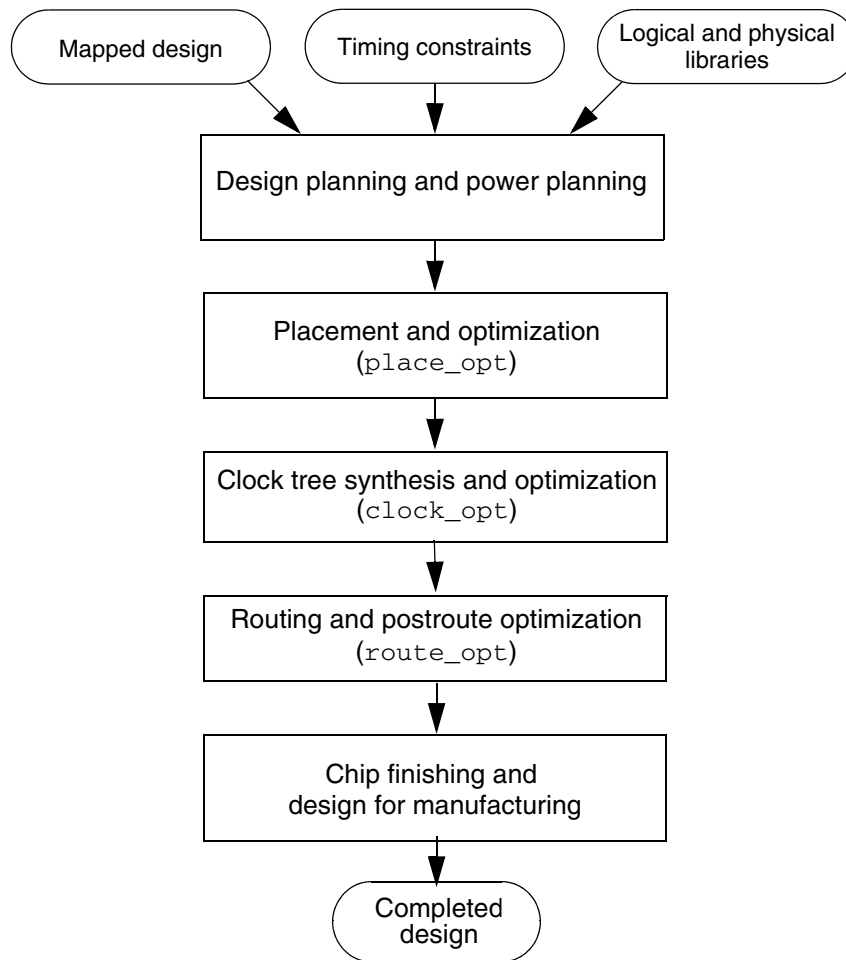 Mapped design
Timing constraints
Logical and physical
libraries
Design planning and power planning
Placement and optimization
(place_opt)
Clock tree synthesis and optimization
(clock_opt)
Routing and postroute optimization
(route_opt)
Chip finishing and
design for manufacturing
Completed
design